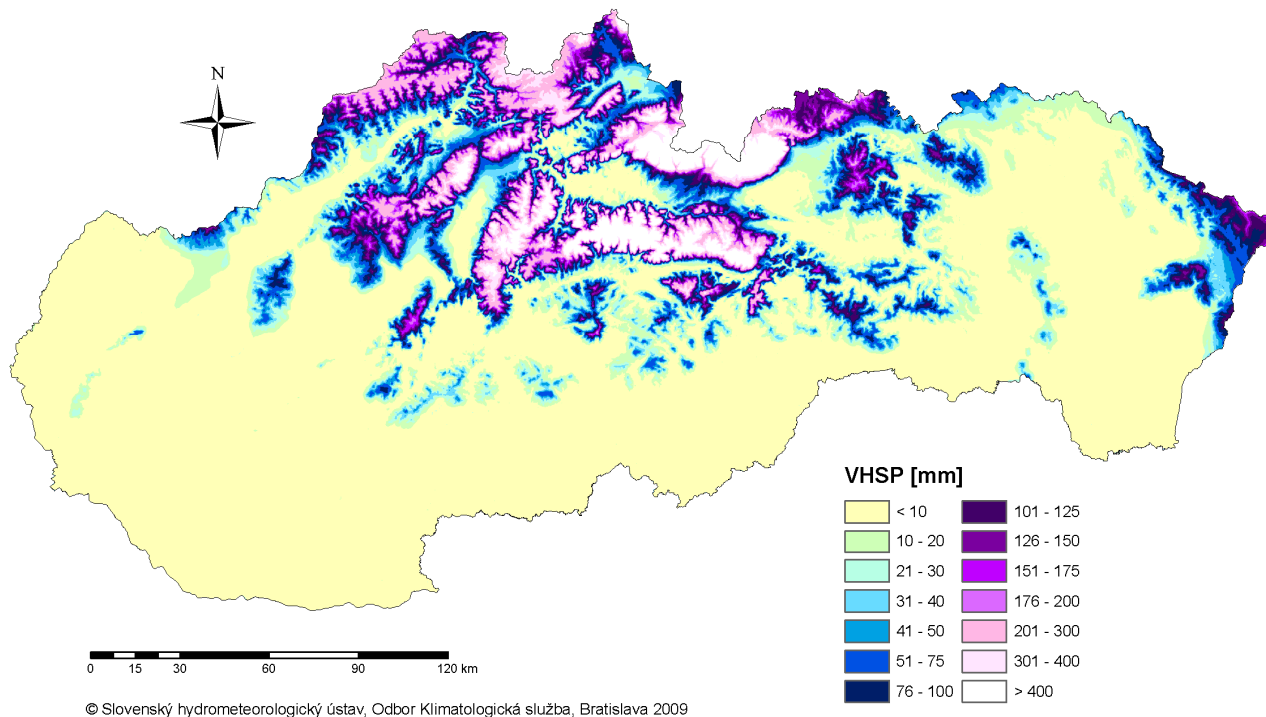 N
VHSP [mm]
< 10
10 - 20
21 - 30
31 - 40
41 - 50
51 - 75
76 - 100
101 - 125
126 - 150
151 - 175
176 - 200
201 - 300
301 - 400
> 400
0 15 30 60 90 120 km
© Slovenský hydrometeorologický ústav, Odbor Klimatologická služba, Bratislava 2009